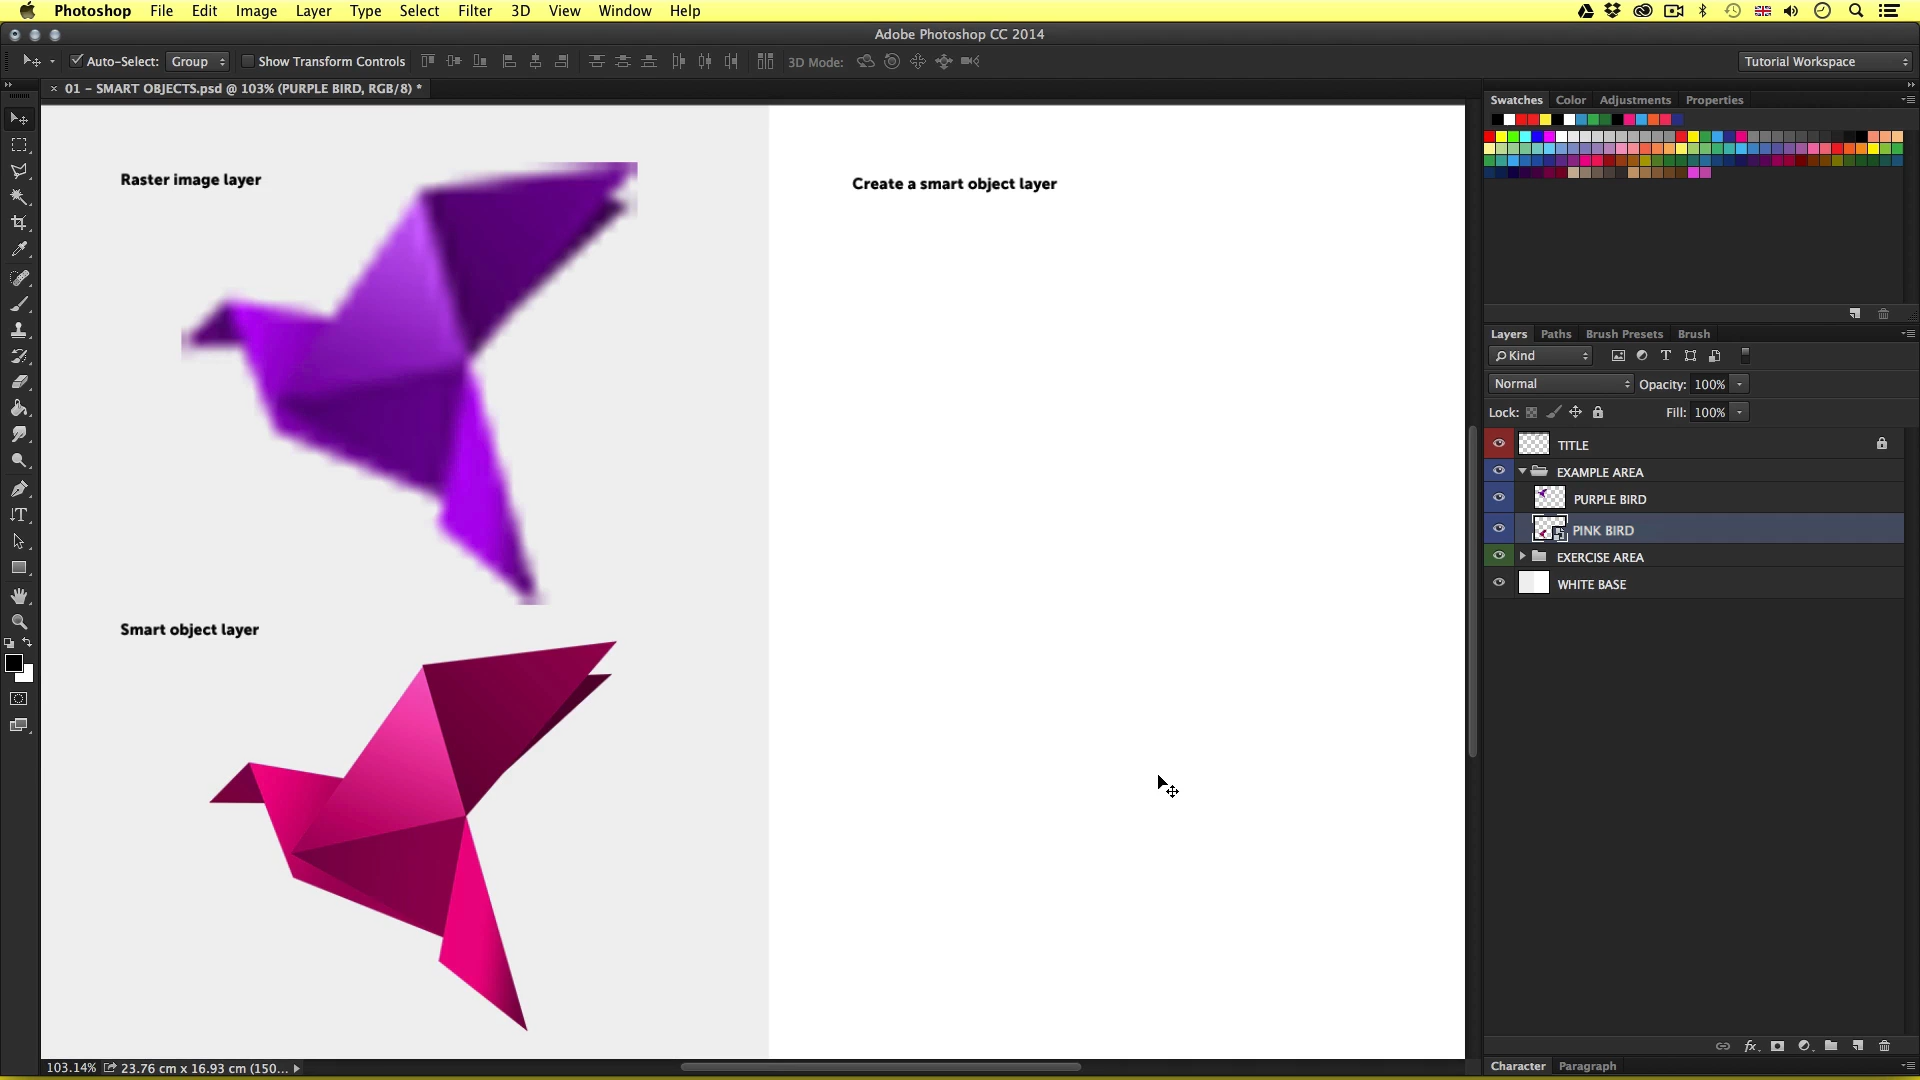 Photoshop File Edit Image Layer Type Select Filter 3D View Window Help
Adobe Photoshop CC 2014
Auto-Select: Group Show Transform Controls 3D Mode: Tutorial Workspace
× 01 – SMART OBJECTS.psd @ 103% (PURPLE BIRD, RGB/8) *
Swatches Color Adjustments Properties
Raster image layer
Create a smart object layer
Smart object layer
Layers Paths Brush Presets Brush
Kind
Normal Opacity: 100%
Lock: Fill: 100%
TITLE
EXAMPLE AREA
PURPLE BIRD
PINK BIRD
EXERCISE AREA
WHITE BASE
103.14% 23.76 cm x 16.93 cm (150...
Character Paragraph